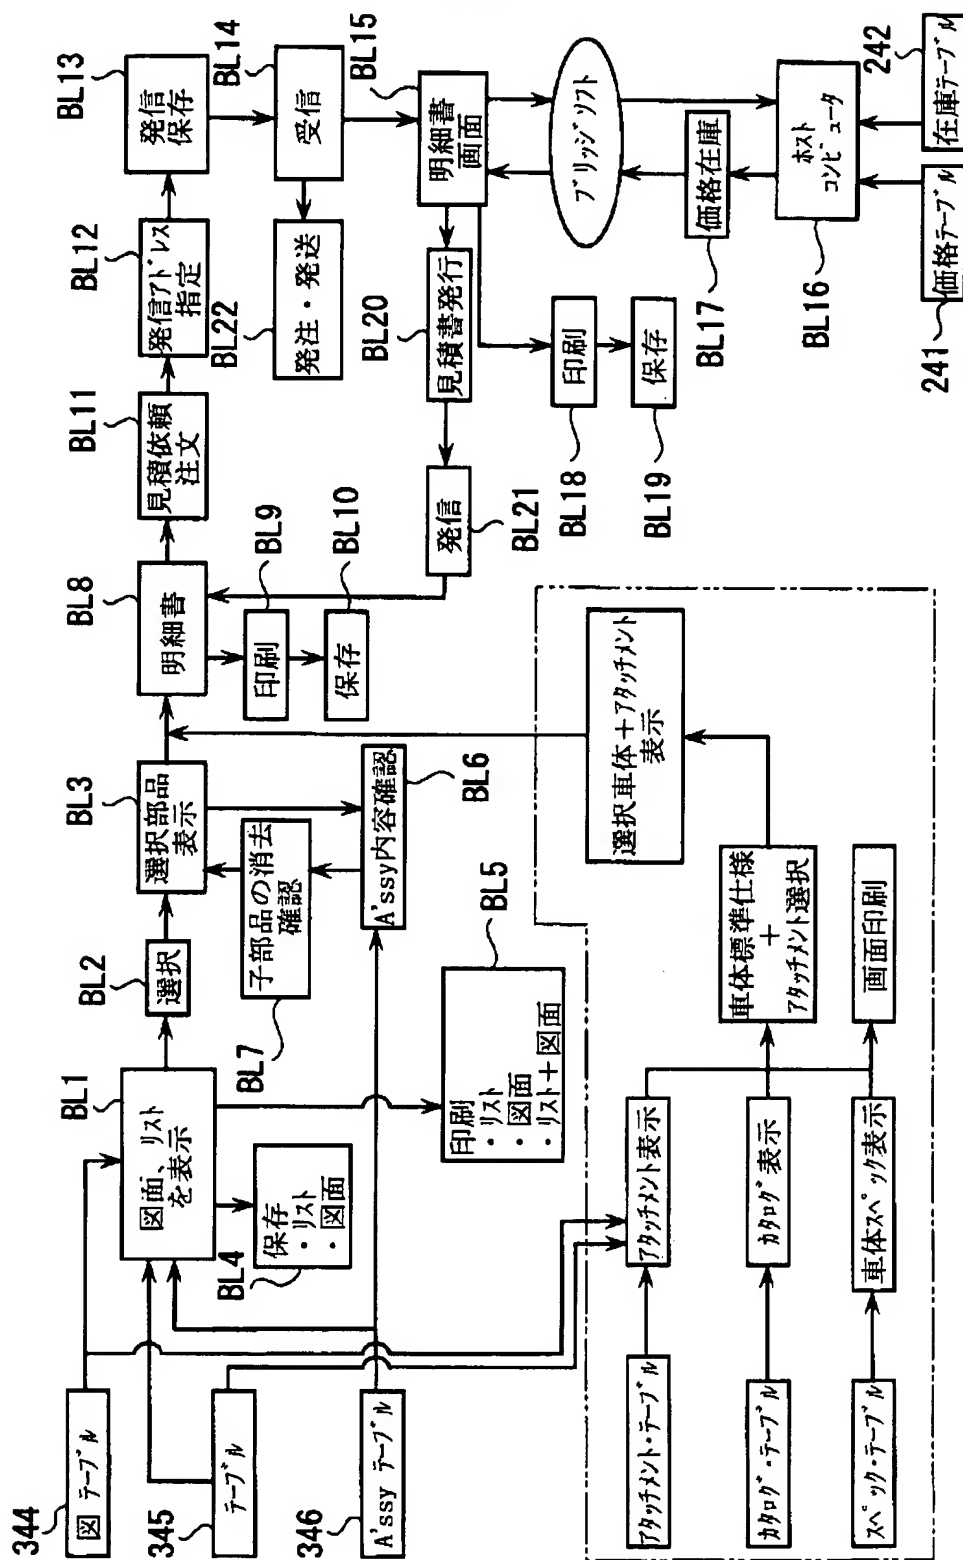 344
図 テーブル
345
テーブル
346
A'ssy テーブル
BL1
図面、リスト
を表示
BL2
選択
BL3
選択部品
表示
BL4
保存
・リスト
・図面
BL5
印刷
・リスト
・図面
・リスト＋図面
BL6
A'ssy内容確認
BL7
子部品の消去
確認
BL8
明細書
BL9
印刷
BL10
保存
BL11
見積依頼
注文
BL12
発信アドレス
指定
BL13
発信
保存
BL14
受信
BL15
明細書
画面
ブリッジソフト
BL16
ホスト
コンピュータ
BL17
価格在庫
BL18
印刷
BL19
保存
BL20
見積書発行
BL21
発信
BL22
発注・発送
241
価格テーブル
242
在庫テーブル
アタッチメント・テーブル
カタログ・テーブル
スペック・テーブル
アタッチメント表示
カタログ表示
車体スペック表示
車体標準仕様
＋
アタッチメント選択
画面印刷
選択車体＋アタッチメント
表示